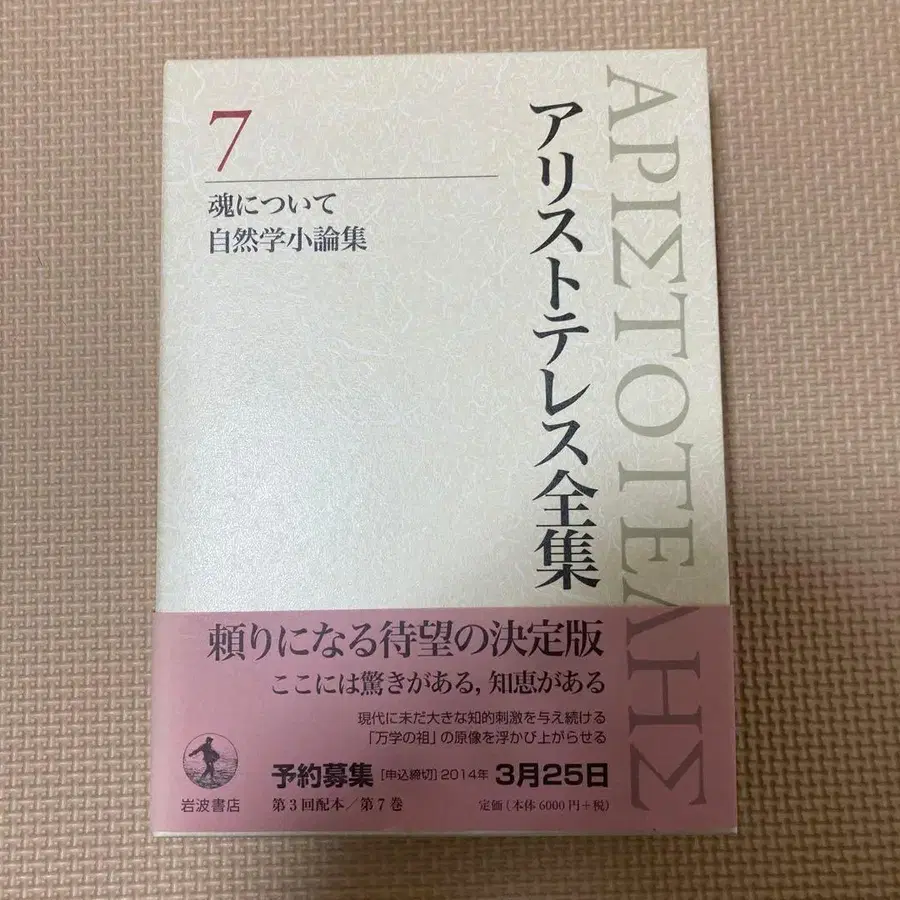 ΑΡΙΣΤΟΤΕΛΗΣ
アリストテレス全集
7
魂について
自然学小論集
頼りになる待望の決定版
ここには驚きがある, 知恵がある
現代に未だ大きな知的刺激を与え続ける
「万学の祖」の原像を浮かび上がらせる
予約募集 [申込締切] 2014年 3月25日
岩波書店
第3回配本/第7巻
定価(本体6000円+税)